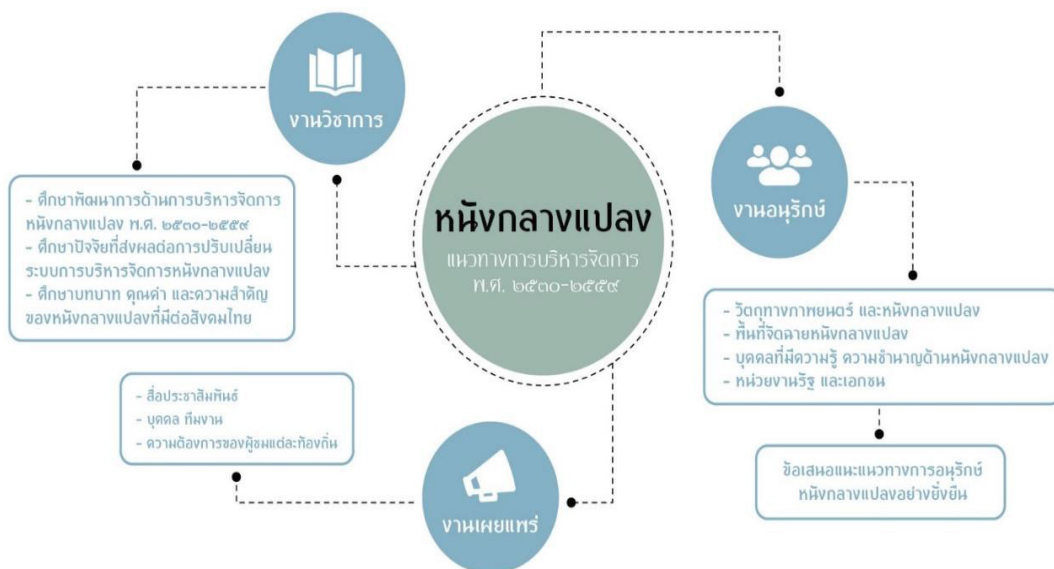 หนังกลางแปลง
แนวทางการบริหารจัดการ
พ.ศ. ๒๕๓๐-๒๕๕๙
งานวิชาการ
- ศึกษาพัฒนาการด้านการบริหารจัดการ
หนังกลางแปลง พ.ศ. ๒๕๓๐-๒๕๕๙
- ศึกษาปัจจัยที่ส่งผลต่อการปรับเปลี่ยน
ระบบการบริหารจัดการหนังกลางแปลง
- ศึกษาบทบาท คุณค่า และความสำคัญ
ของหนังกลางแปลงที่มีต่อสังคมไทย
งานอนุรักษ์
- วัตถุทางภาพยนตร์ และหนังกลางแปลง
- พื้นที่จัดฉายหนังกลางแปลง
- บุคคลที่มีความรู้ ความชำนาญด้านหนังกลางแปลง
- หน่วยงานรัฐ และเอกชน
ข้อเสนอแนะแนวทางการอนุรักษ์
หนังกลางแปลงอย่างยั่งยืน
งานเผยแพร่
- สื่อประชาสัมพันธ์
- บุคคล ทีมงาน
- ความต้องการของผู้ชมแต่ละท้องถิ่น